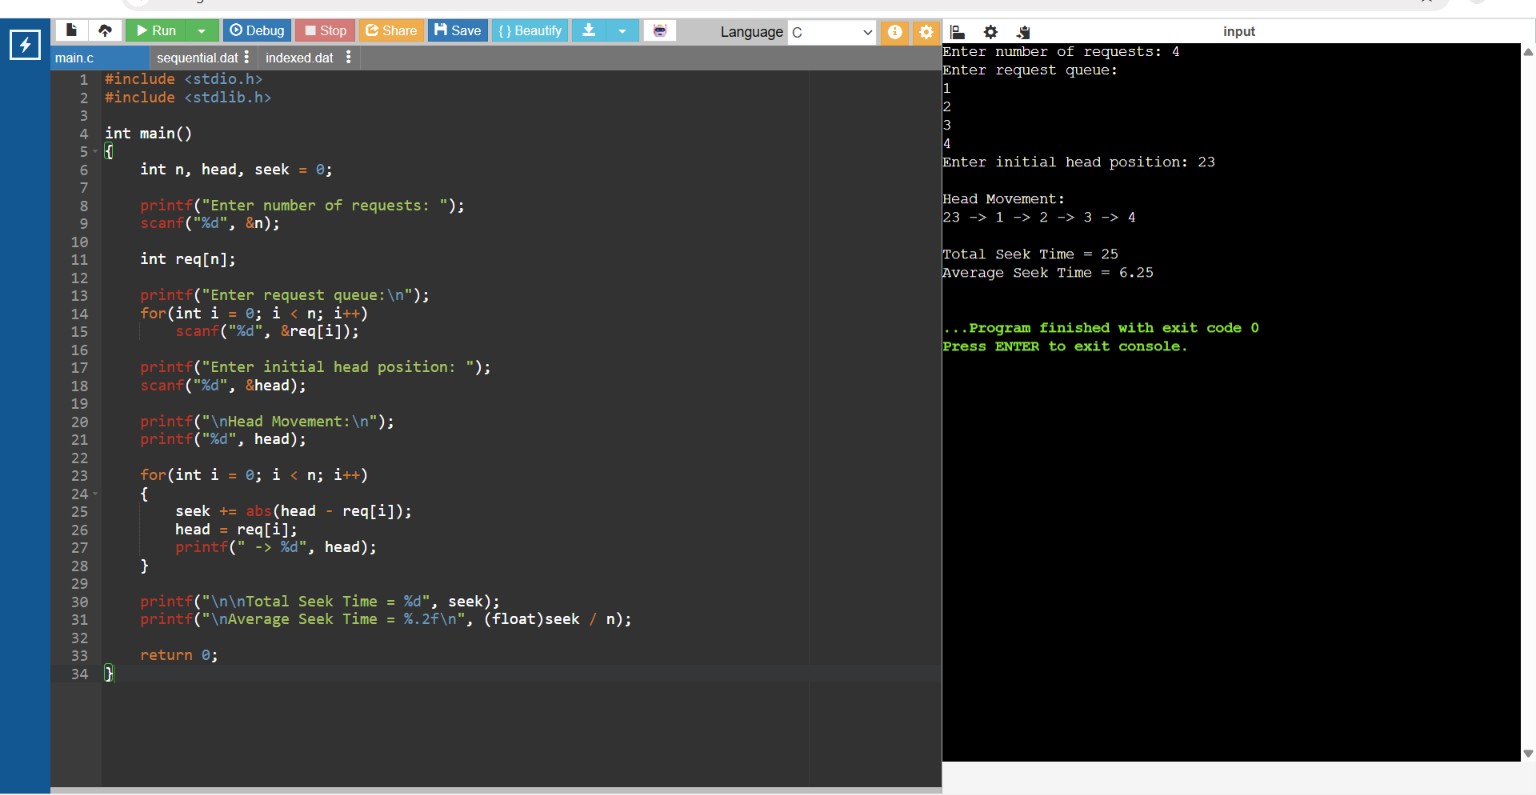 Run Debug Stop Share Save { } Beautify Language C
input
main.c sequential.dat indexed.dat
1 #include <stdio.h>
2 #include <stdlib.h>
3
4 int main()
5 {
6 int n, head, seek = 0;
7
8 printf("Enter number of requests: ");
9 scanf("%d", &n);
10
11 int req[n];
12
13 printf("Enter request queue:\n");
14 for(int i = 0; i < n; i++)
15 scanf("%d", &req[i]);
16
17 printf("Enter initial head position: ");
18 scanf("%d", &head);
19
20 printf("\nHead Movement:\n");
21 printf("%d", head);
22
23 for(int i = 0; i < n; i++)
24 {
25 seek += abs(head - req[i]);
26 head = req[i];
27 printf(" -> %d", head);
28 }
29
30 printf("\n\nTotal Seek Time = %d", seek);
31 printf("\nAverage Seek Time = %.2f\n", (float)seek / n);
32
33 return 0;
34 }
Enter number of requests: 4
Enter request queue:
1
2
3
4
Enter initial head position: 23
Head Movement:
23 -> 1 -> 2 -> 3 -> 4
Total Seek Time = 25
Average Seek Time = 6.25
...Program finished with exit code 0
Press ENTER to exit console.